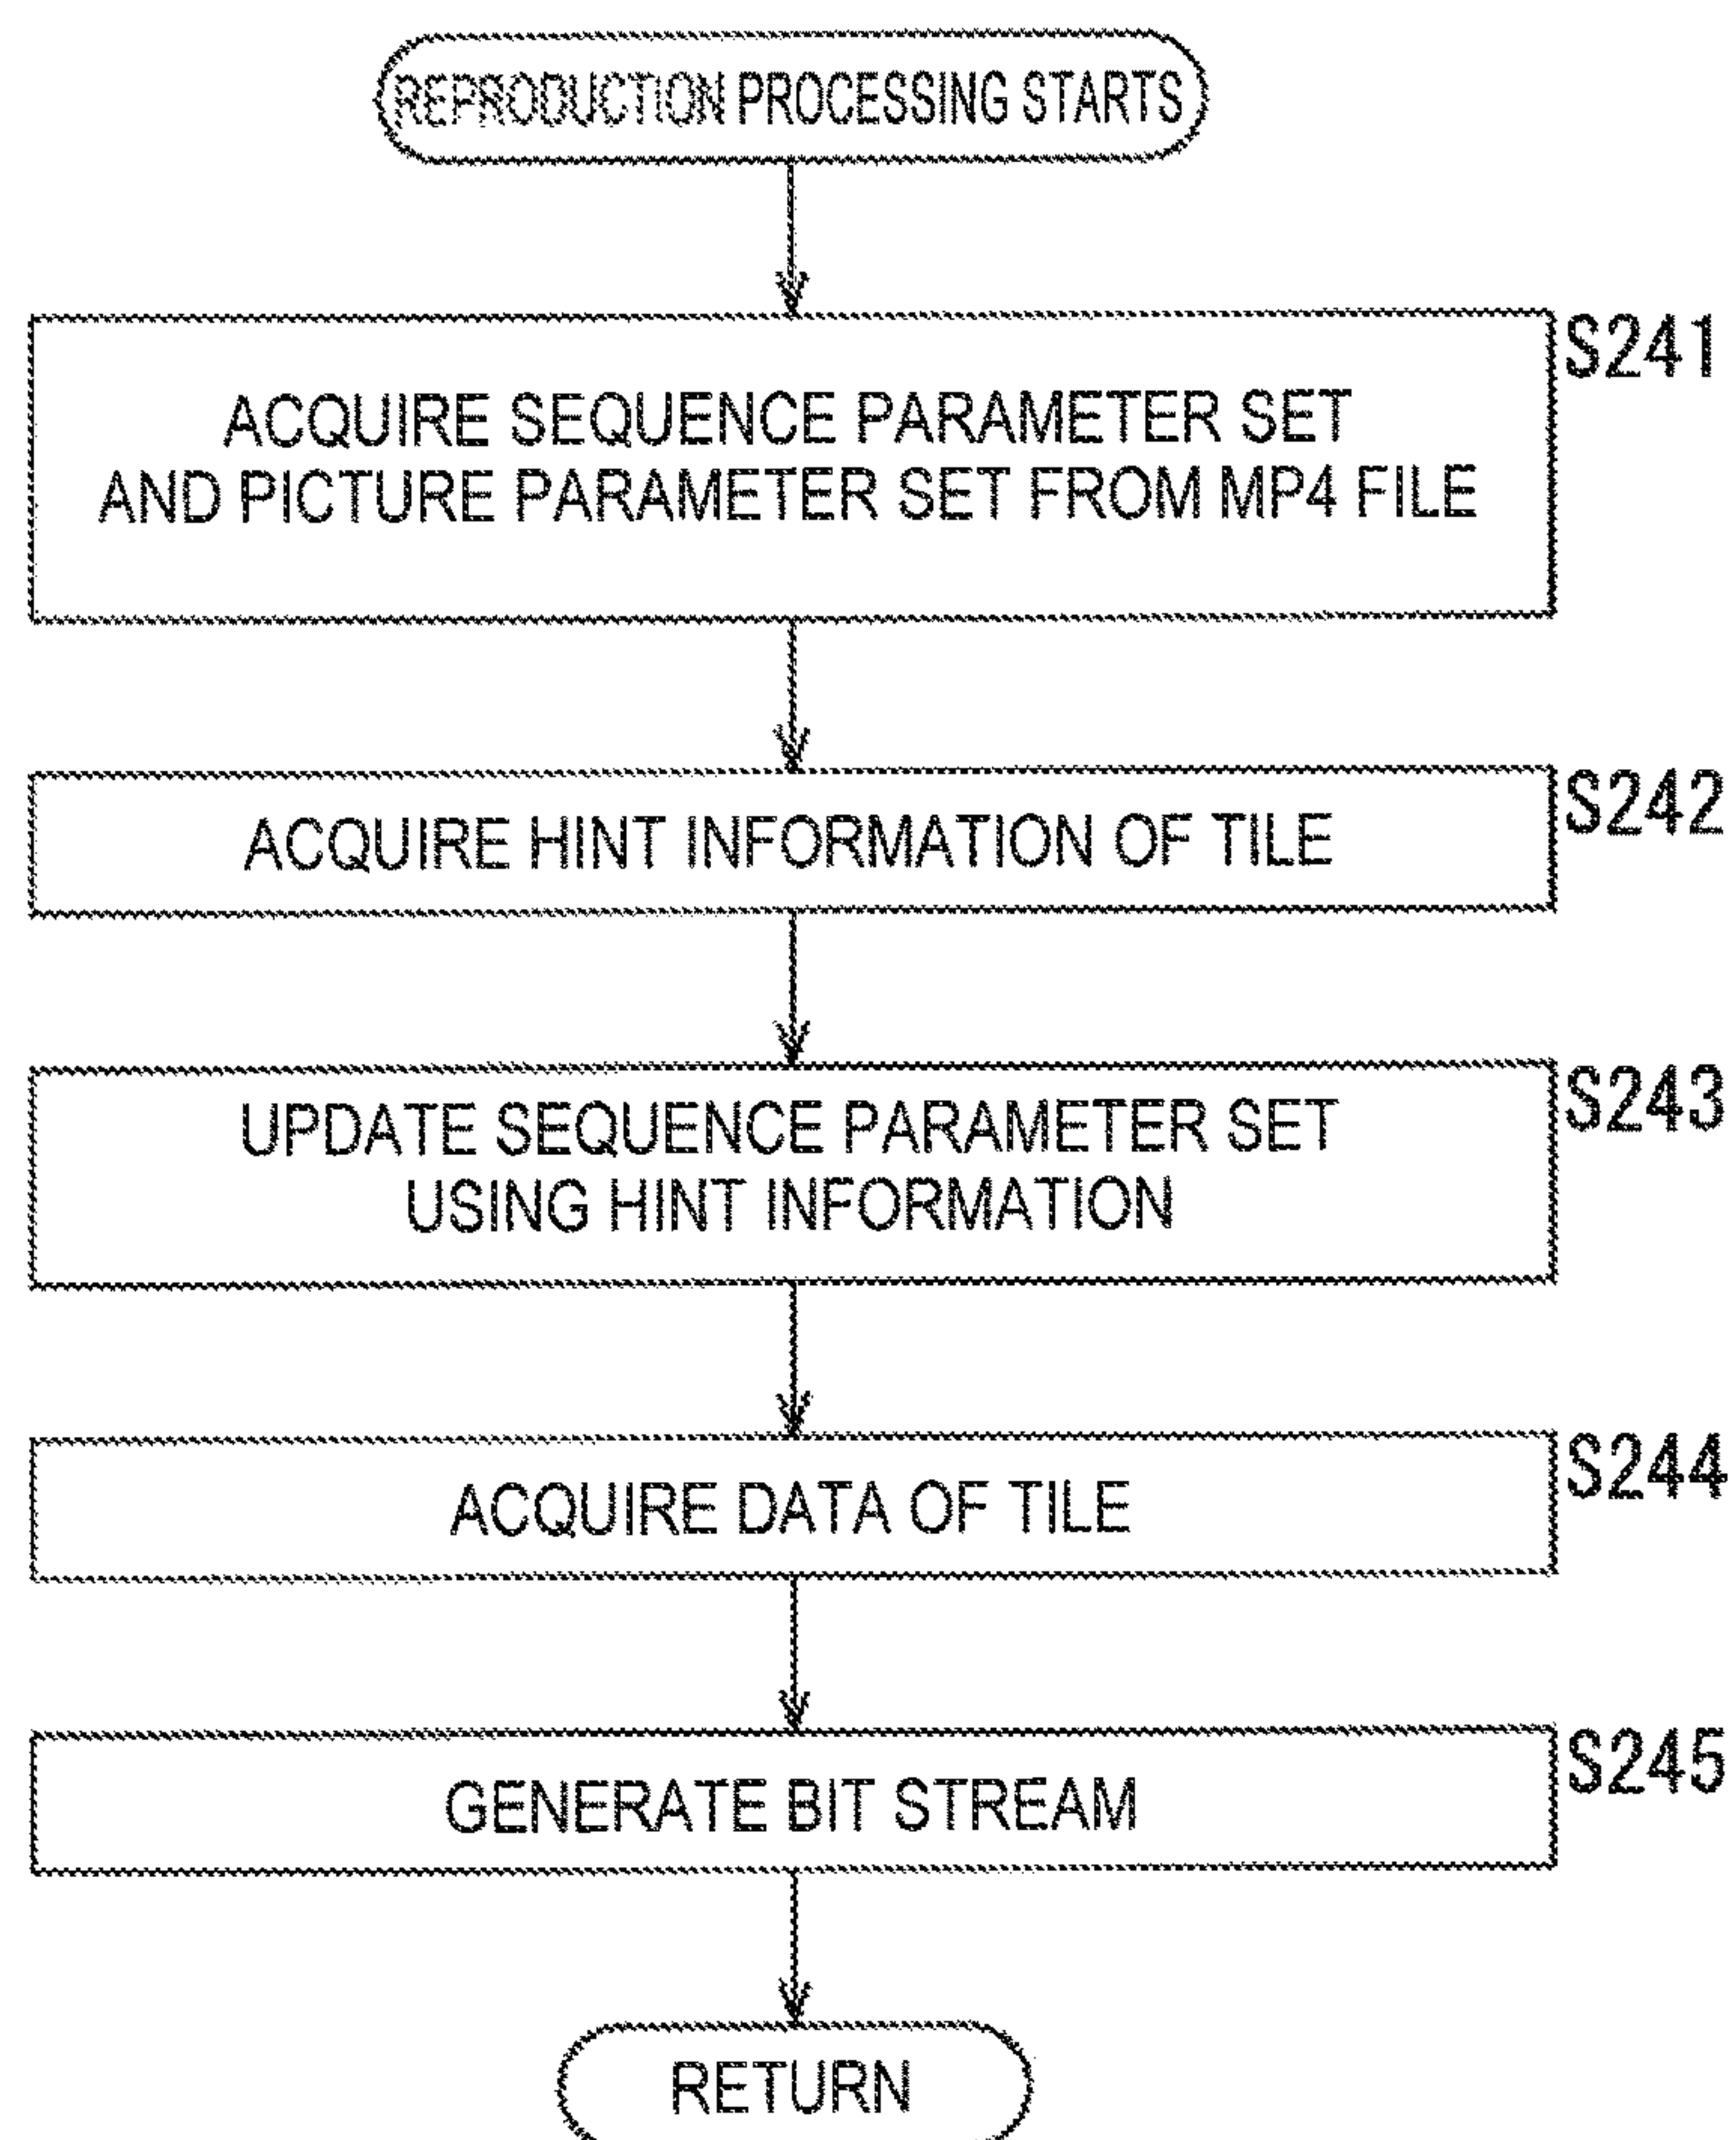 REPRODUCTION PROCESSING STARTS
S241
ACQUIRE SEQUENCE PARAMETER SET
AND PICTURE PARAMETER SET FROM MP4 FILE
S242
ACQUIRE HINT INFORMATION OF TILE
S243
UPDATE SEQUENCE PARAMETER SET
USING HINT INFORMATION
S244
ACQUIRE DATA OF TILE
S245
GENERATE BIT STREAM
RETURN